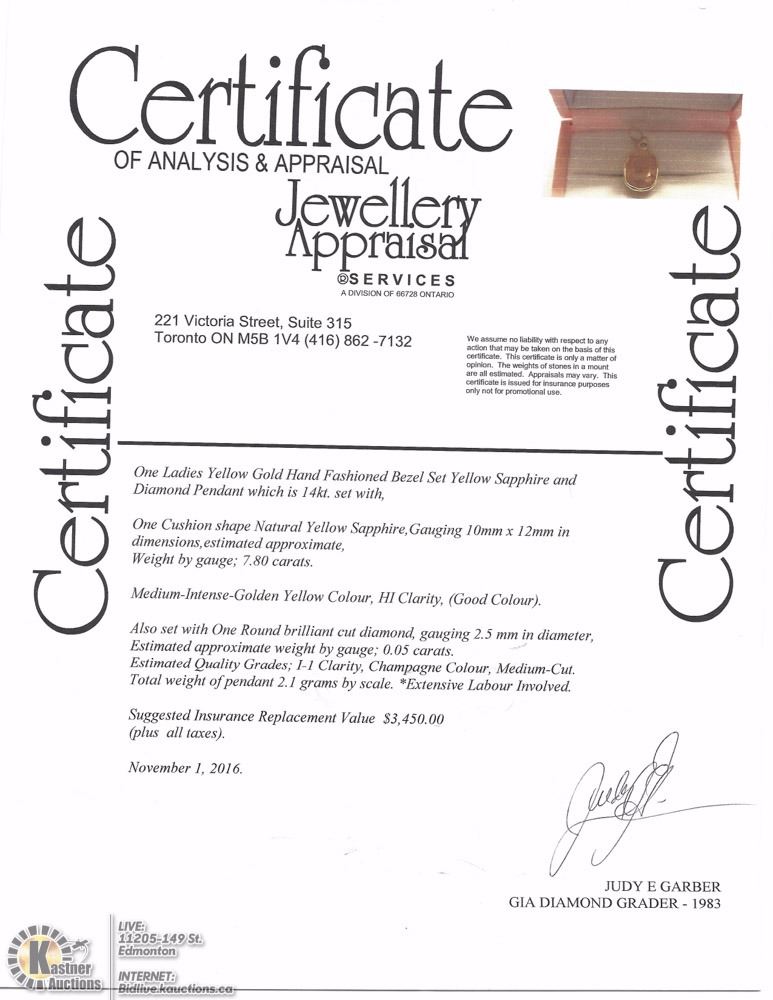 Certificate
OF ANALYSIS & APPRAISAL
Jewellery
Appraisal
SERVICES
A DIVISION OF 66728 ONTARIO
Certificate
Certificate
221 Victoria Street, Suite 315
Toronto ON M5B 1V4 (416) 862 -7132
We assume no liability with respect to any
action that may be taken on the basis of this
certificate. This certificate is only a matter of
opinion. The weights of stones in a mount
are all estimated. Appraisals may vary. This
certificate is issued for insurance purposes
only not for promotional use.
One Ladies Yellow Gold Hand Fashioned Bezel Set Yellow Sapphire and
Diamond Pendant which is 14kt. set with,
One Cushion shape Natural Yellow Sapphire,Gauging 10mm x 12mm in
dimensions,estimated approximate,
Weight by gauge; 7.80 carats.
Medium-Intense-Golden Yellow Colour, HI Clarity, (Good Colour).
Also set with One Round brilliant cut diamond, gauging 2.5 mm in diameter,
Estimated approximate weight by gauge; 0.05 carats.
Estimated Quality Grades; I-1 Clarity, Champagne Colour, Medium-Cut.
Total weight of pendant 2.1 grams by scale. *Extensive Labour Involved.
Suggested Insurance Replacement Value $3,450.00
(plus all taxes).
November 1, 2016.
JUDY E GARBER
GIA DIAMOND GRADER - 1983
Kastner
Auctions
LIVE:
11205-149 St.
Edmonton
INTERNET:
Bidlive.kauctions.ca